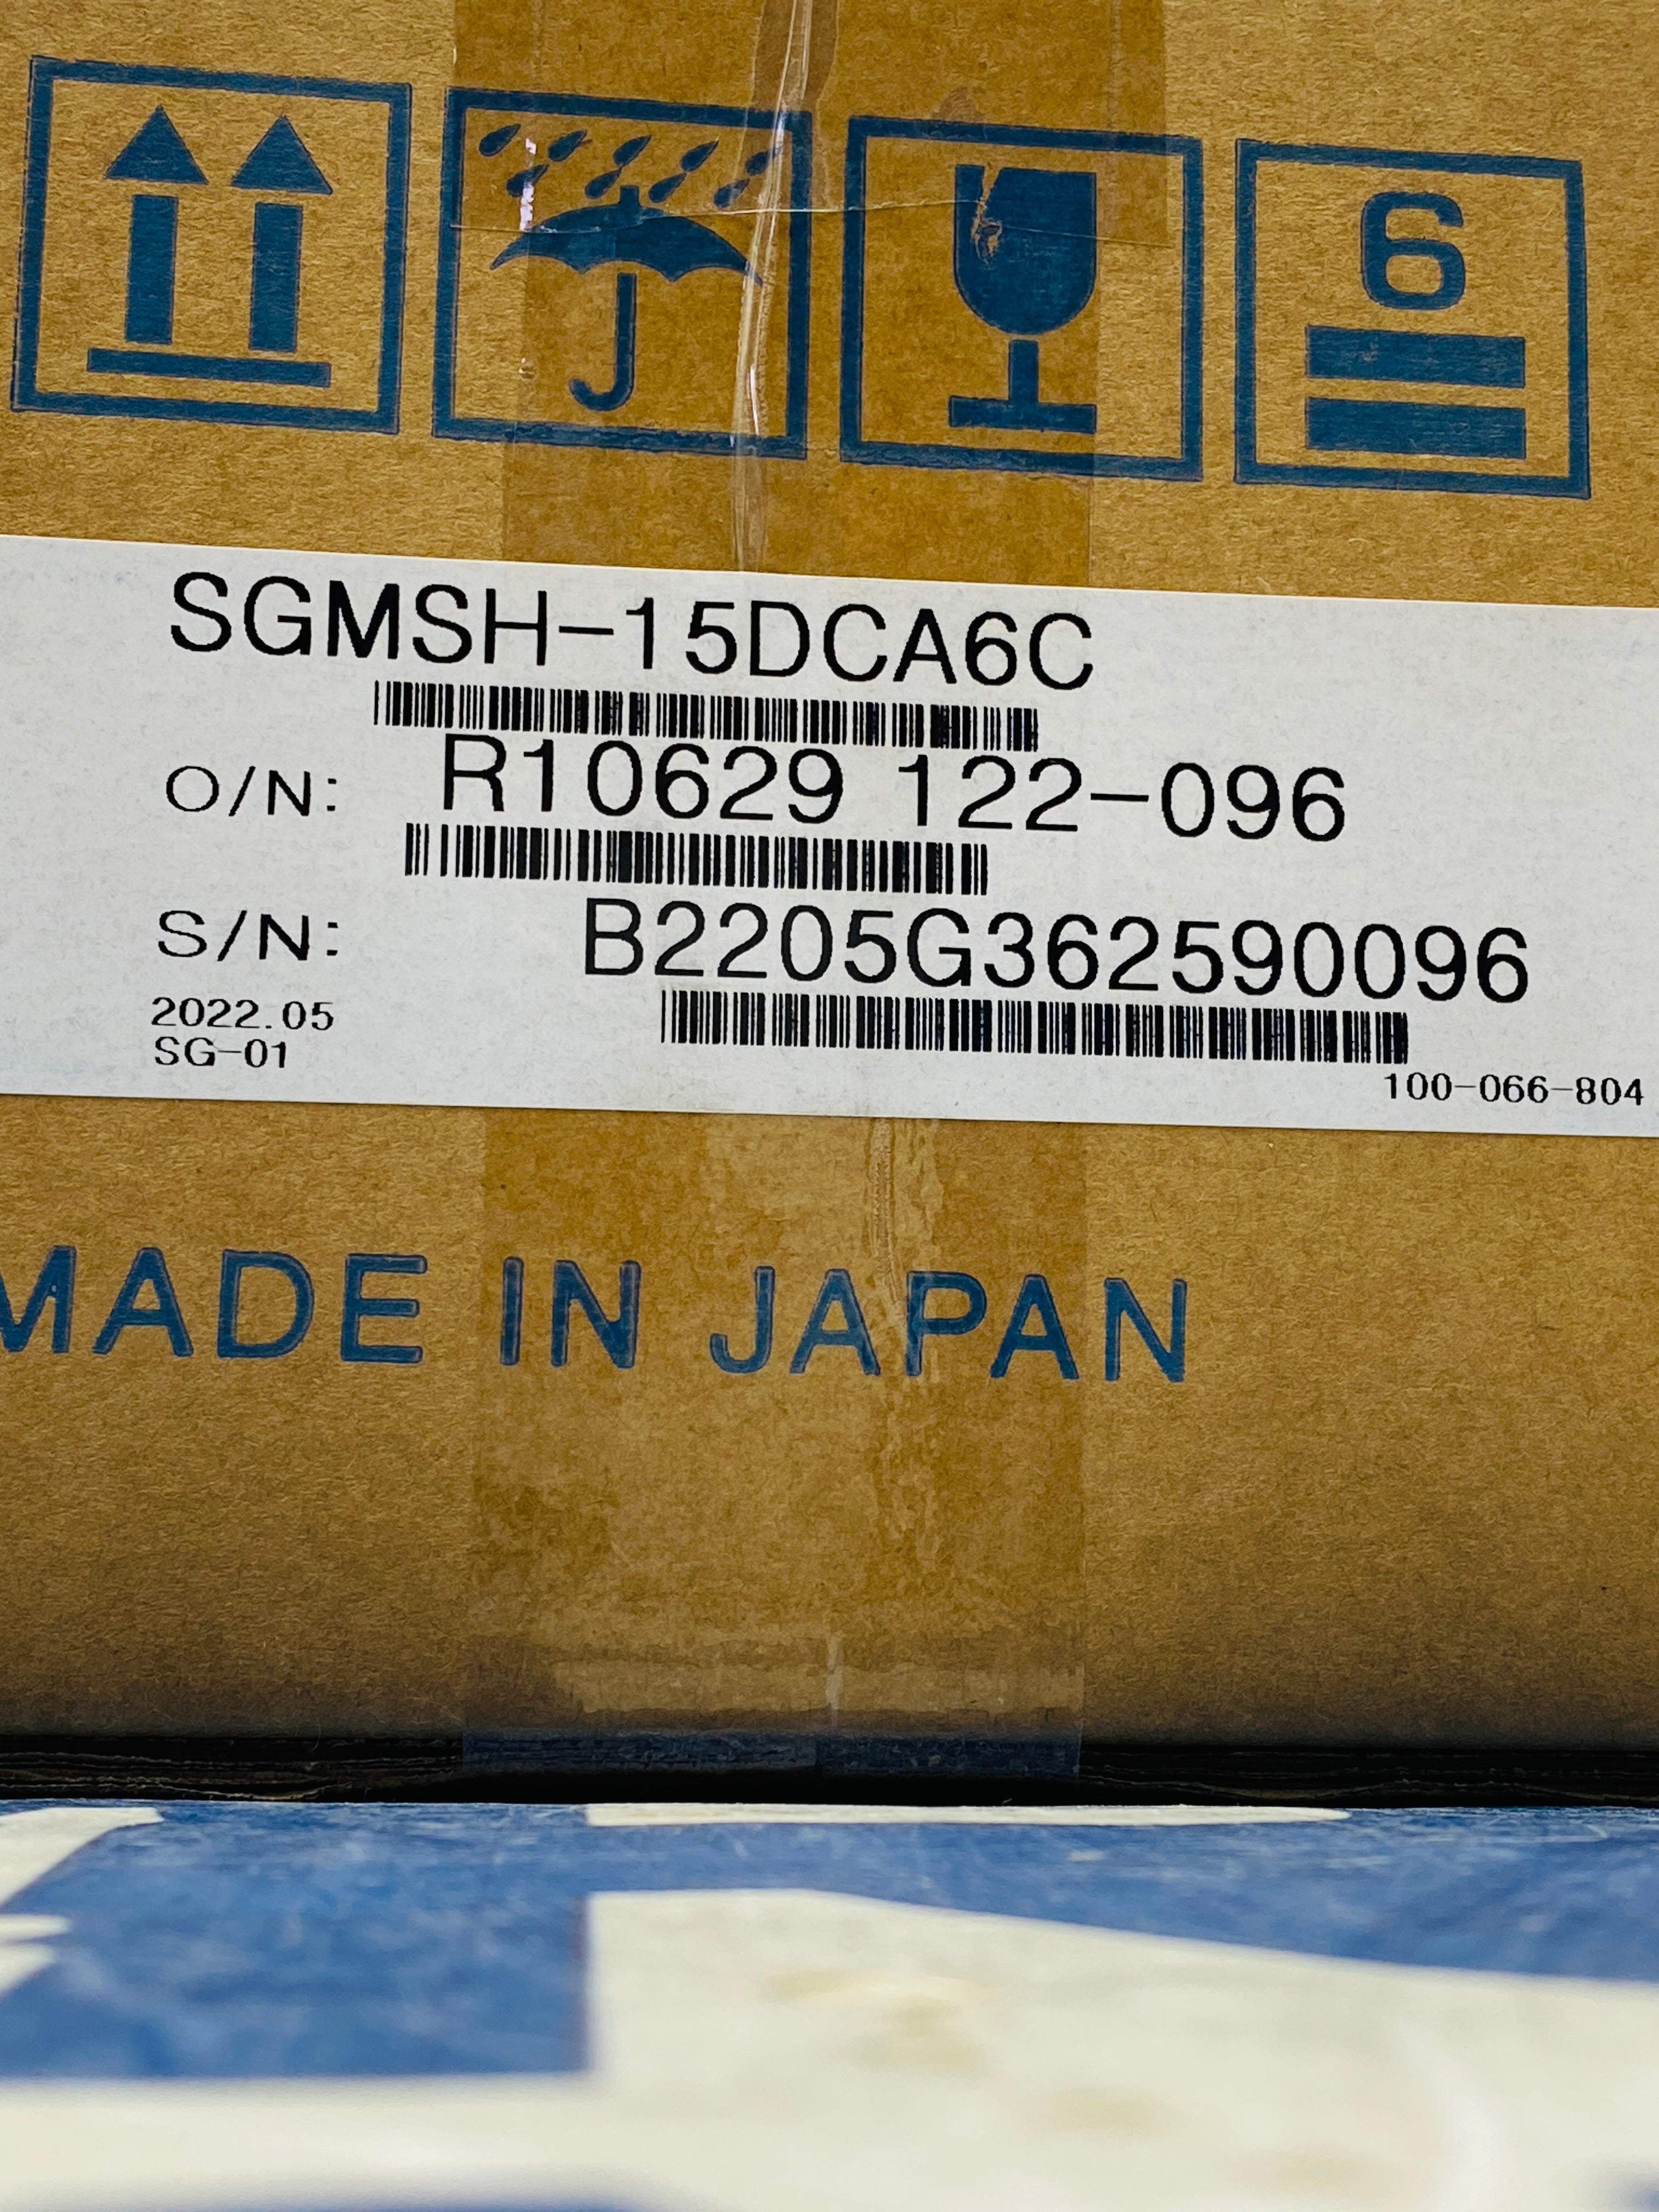 6
SGMSH-15DCA6C
O/N: R10629 122-096
S/N: B2205G362590096
2022.05
SG-01
100-066-804
MADE IN JAPAN